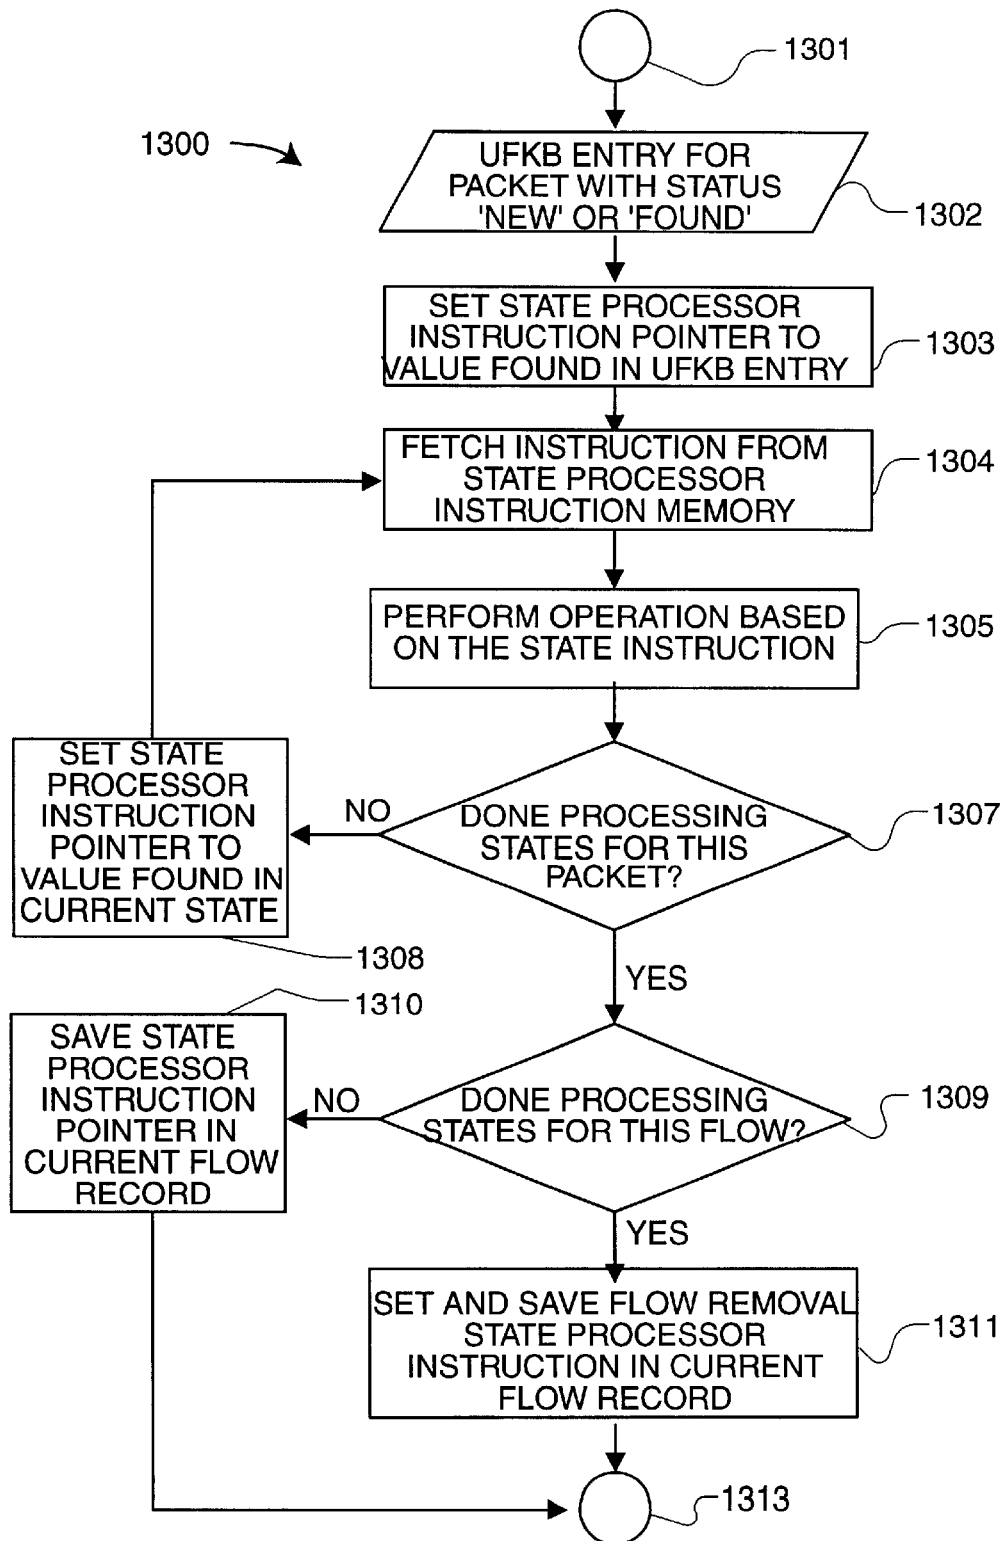 1301
1300
UFKB ENTRY FOR
PACKET WITH STATUS
'NEW' OR 'FOUND'
1302
SET STATE PROCESSOR
INSTRUCTION POINTER TO
VALUE FOUND IN UFKB ENTRY
1303
FETCH INSTRUCTION FROM
STATE PROCESSOR
INSTRUCTION MEMORY
1304
PERFORM OPERATION BASED
ON THE STATE INSTRUCTION
1305
DONE PROCESSING
STATES FOR THIS
PACKET?
1307
NO
SET STATE
PROCESSOR
INSTRUCTION
POINTER TO
VALUE FOUND IN
CURRENT STATE
1308
YES
1310
SAVE STATE
PROCESSOR
INSTRUCTION
POINTER IN
CURRENT FLOW
RECORD
NO
DONE PROCESSING
STATES FOR THIS FLOW?
1309
YES
SET AND SAVE FLOW REMOVAL
STATE PROCESSOR
INSTRUCTION IN CURRENT
FLOW RECORD
1311
1313